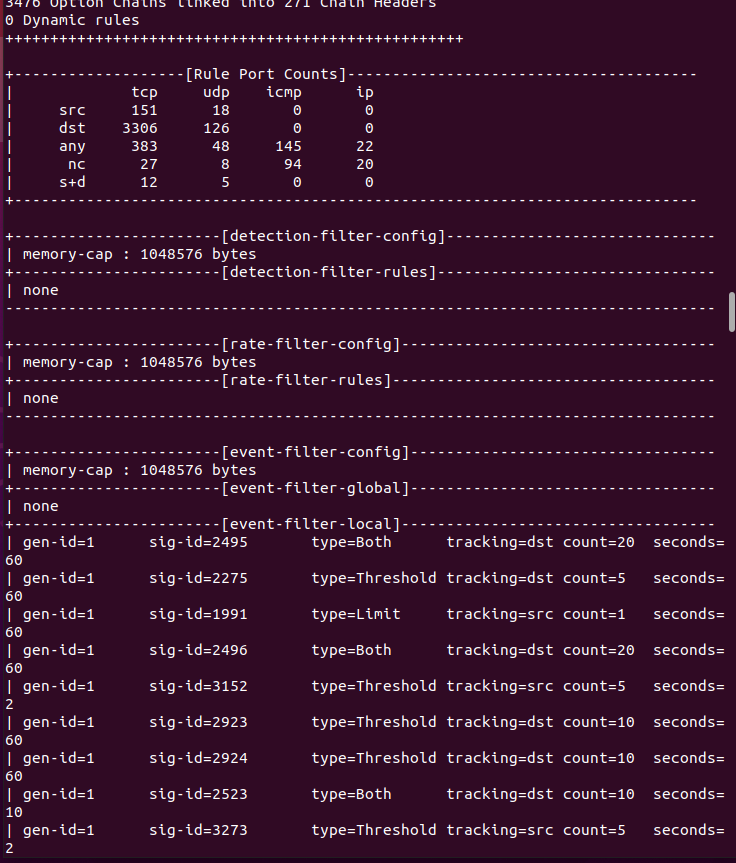 3476 Option Chains linked into 271 Chain Headers
0 Dynamic rules
+++++++++++++++++++++++++++++++++++++++++++++++++++
+-------------------[Rule Port Counts]---------------------------------------
|             tcp     udp    icmp      ip
|     src     151      18       0       0
|     dst    3306     126       0       0
|     any     383      48     145      22
|      nc      27       8      94      20
|     s+d      12       5       0       0
+----------------------------------------------------------------------------
+-----------------------[detection-filter-config]------------------------------
| memory-cap : 1048576 bytes
+-----------------------[detection-filter-rules]-------------------------------
| none
-------------------------------------------------------------------------------
+-----------------------[rate-filter-config]-----------------------------------
| memory-cap : 1048576 bytes
+-----------------------[rate-filter-rules]------------------------------------
| none
-------------------------------------------------------------------------------
+-----------------------[event-filter-config]----------------------------------
| memory-cap : 1048576 bytes
+-----------------------[event-filter-global]----------------------------------
| none
+-----------------------[event-filter-local]-----------------------------------
| gen-id=1      sig-id=2495       type=Both      tracking=dst count=20  seconds=
60
| gen-id=1      sig-id=2275       type=Threshold tracking=dst count=5   seconds=
60
| gen-id=1      sig-id=1991       type=Limit     tracking=src count=1   seconds=
60
| gen-id=1      sig-id=2496       type=Both      tracking=dst count=20  seconds=
60
| gen-id=1      sig-id=3152       type=Threshold tracking=src count=5   seconds=
2
| gen-id=1      sig-id=2923       type=Threshold tracking=dst count=10  seconds=
60
| gen-id=1      sig-id=2924       type=Threshold tracking=dst count=10  seconds=
60
| gen-id=1      sig-id=2523       type=Both      tracking=dst count=10  seconds=
10
| gen-id=1      sig-id=3273       type=Threshold tracking=src count=5   seconds=
2